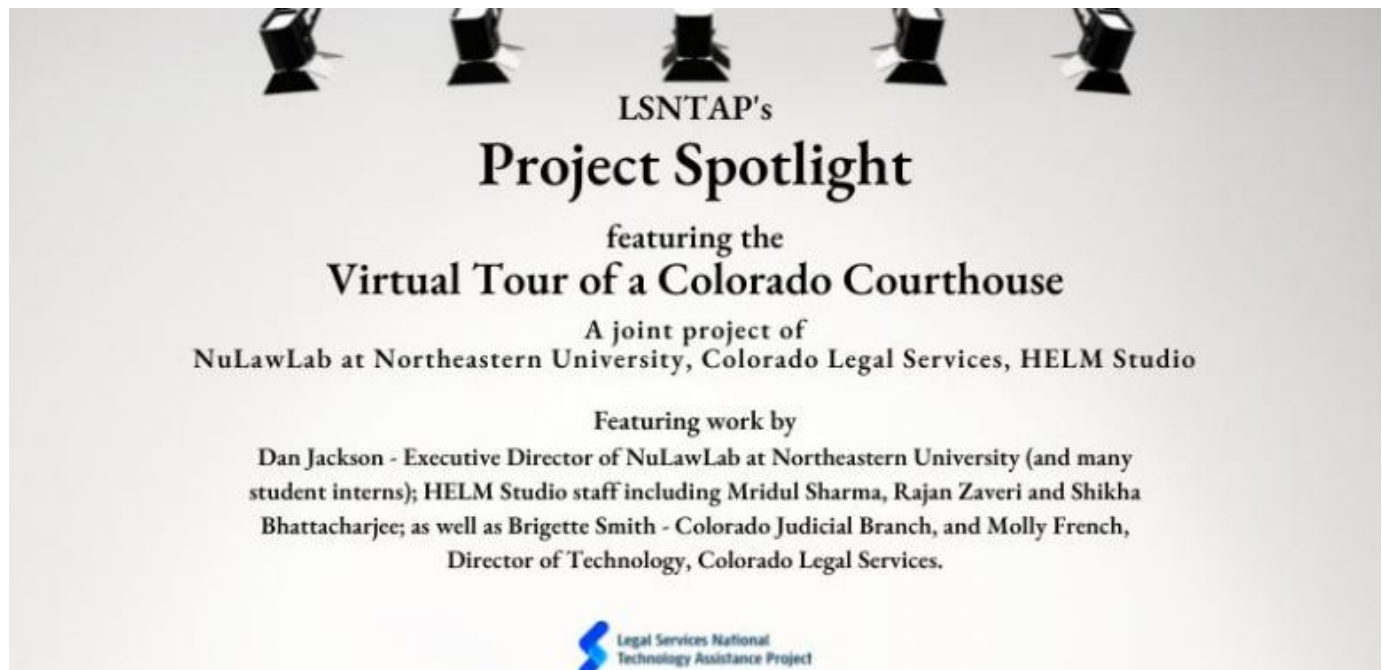 LSNTAP's
Project Spotlight
featuring the
Virtual Tour of a Colorado Courthouse
A joint project of
NuLawLab at Northeastern University, Colorado Legal Services, HELM Studio
Featuring work by
Dan Jackson - Executive Director of NuLawLab at Northeastern University (and many
student interns); HELM Studio staff including Mridul Sharma, Rajan Zaveri and Shikha
Bhattacharjee; as well as Brigette Smith - Colorado Judicial Branch, and Molly French,
Director of Technology, Colorado Legal Services.
Legal Services National
Technology Assistance Project